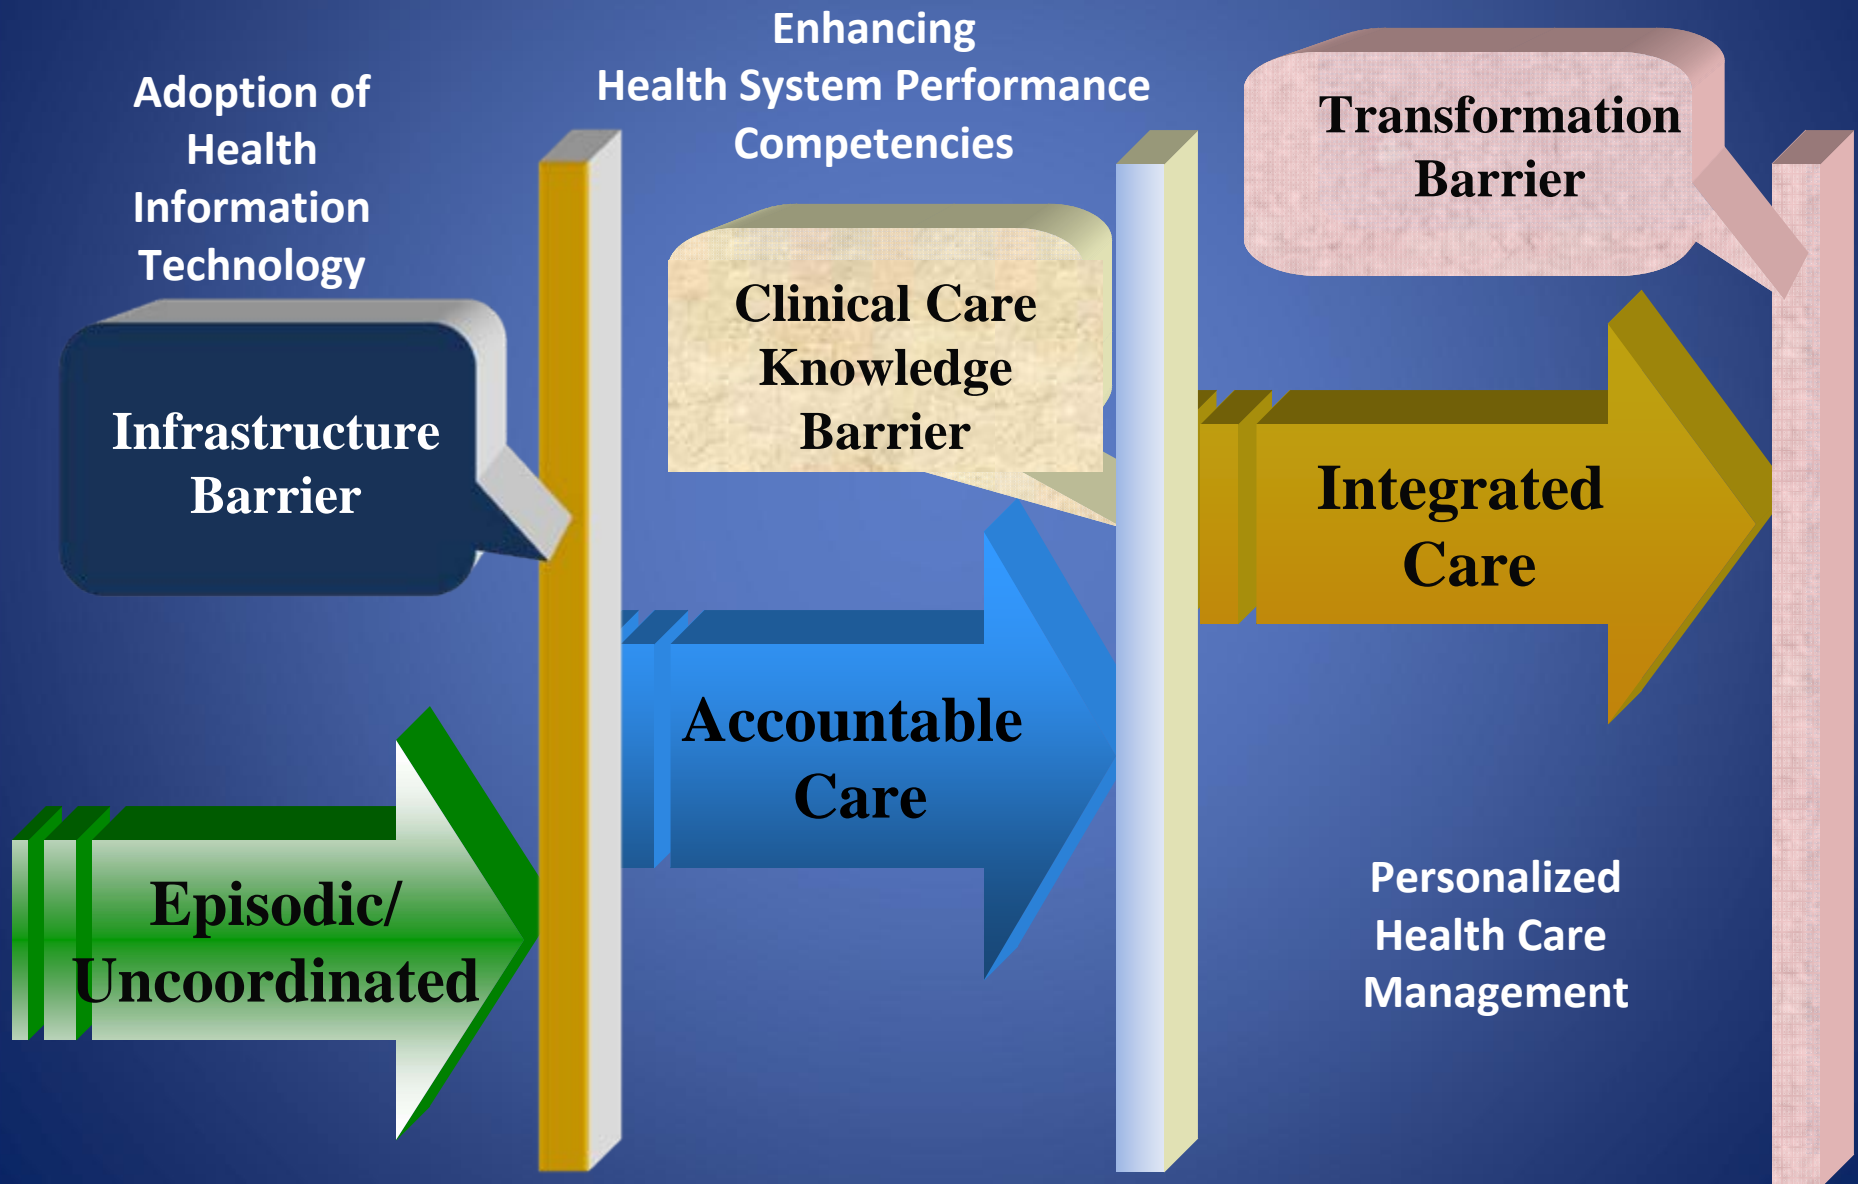 Adoption of
Health
Information
Technology
Infrastructure
Barrier
Episodic/
Uncoordinated
Enhancing
Health System Performance
Competencies
Clinical Care
Knowledge
Barrier
Accountable
Care
Transformation
Barrier
Integrated
Care
Personalized
Health Care
Management